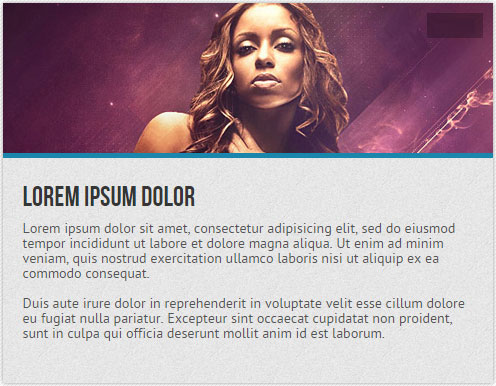 LOREM IPSUM DOLOR
Lorem ipsum dolor sit amet, consectetur adipisicing elit, sed do eiusmod
tempor incididunt ut labore et dolore magna aliqua. Ut enim ad minim
veniam, quis nostrud exercitation ullamco laboris nisi ut aliquip ex ea
commodo consequat.
Duis aute irure dolor in reprehenderit in voluptate velit esse cillum dolore
eu fugiat nulla pariatur. Excepteur sint occaecat cupidatat non proident,
sunt in culpa qui officia deserunt mollit anim id est laborum.